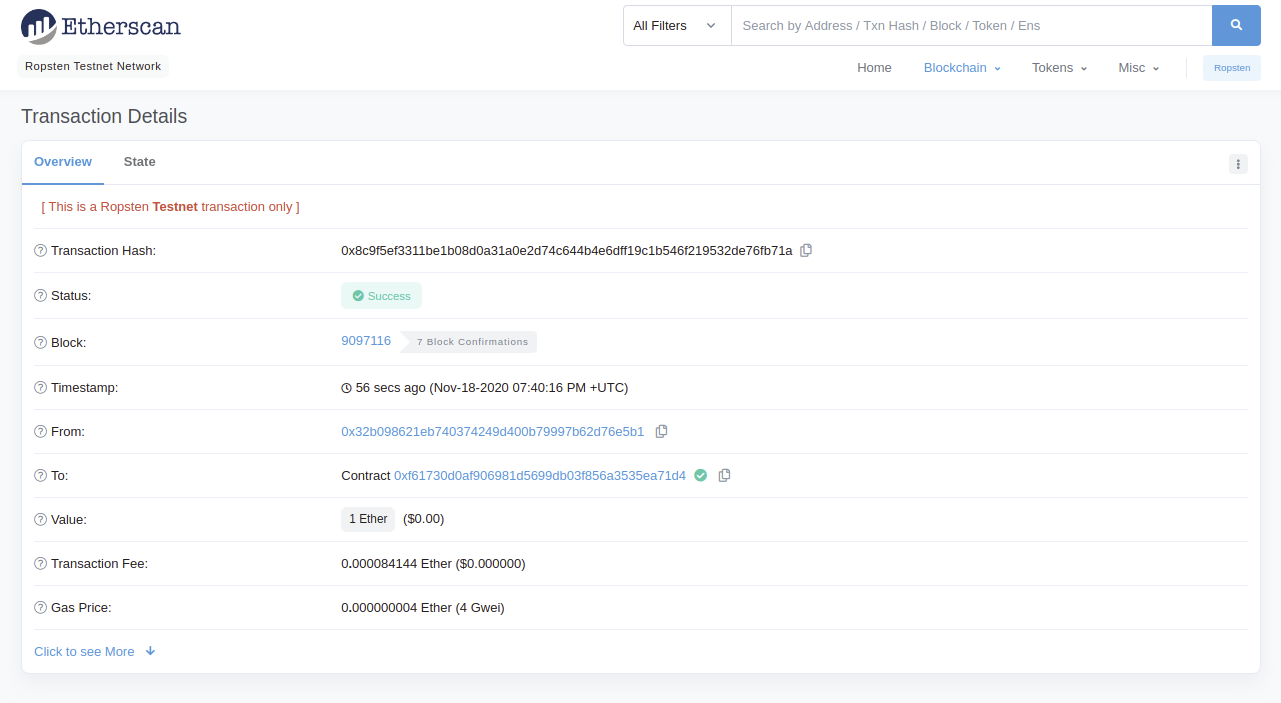 Etherscan
All Filters
Search by Address / Txn Hash / Block / Token / Ens
Ropsten Testnet Network
Home Blockchain Tokens Misc Ropsten
Transaction Details
Overview State
[ This is a Ropsten Testnet transaction only ]
Transaction Hash: 0x8c9f5ef3311be1b08d0a31a0e2d74c644b4e6dff19c1b546f219532de76fb71a
Status: Success
Block: 9097116 7 Block Confirmations
Timestamp: 56 secs ago (Nov-18-2020 07:40:16 PM +UTC)
From: 0x32b098621eb740374249d400b79997b62d76e5b1
To: Contract 0xf61730d0af906981d5699db03f856a3535ea71d4
Value: 1 Ether ($0.00)
Transaction Fee: 0.000084144 Ether ($0.000000)
Gas Price: 0.000000004 Ether (4 Gwei)
Click to see More